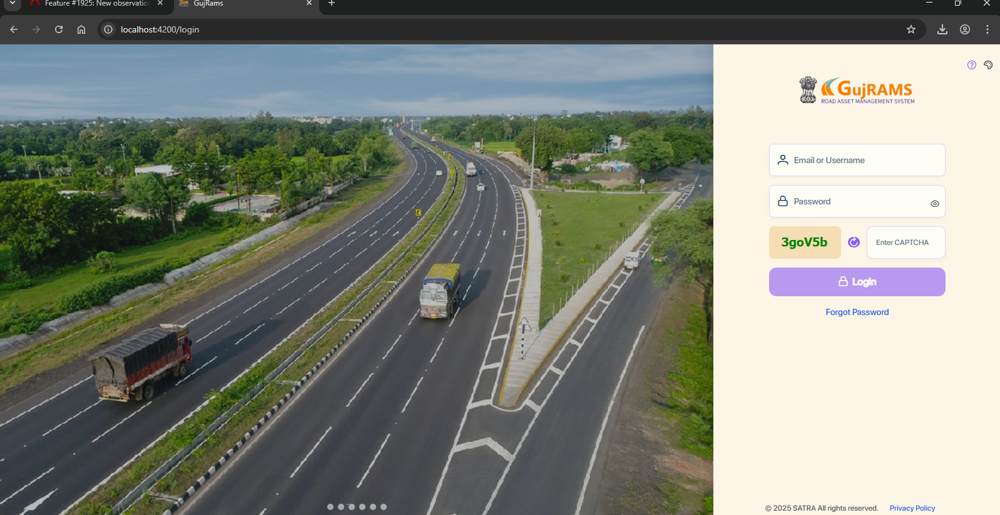 Feature #1925: New observatio
GujRams
localhost:4200/login
GujRAMS
ROAD ASSET MANAGEMENT SYSTEM
Email or Username
Password
3goV5b
Enter CAPTCHA
Login
Forgot Password
© 2025 SATRA All rights reserved. Privacy Policy